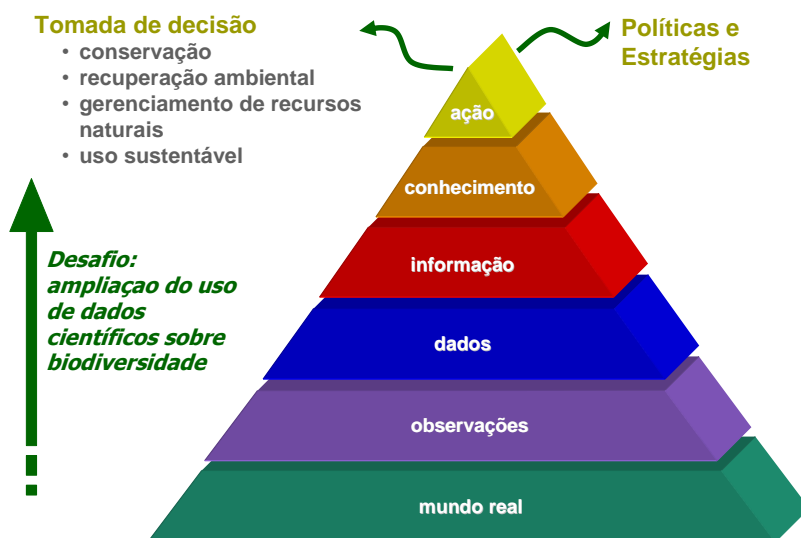 Tomada de decisão
• conservação
• recuperação ambiental
• gerenciamento de recursos
naturais
• uso sustentável
Políticas e
Estratégias
Desafio:
ampliaçao do uso
de dados
científicos sobre
biodiversidade
ação
conhecimento
informação
dados
observações
mundo real